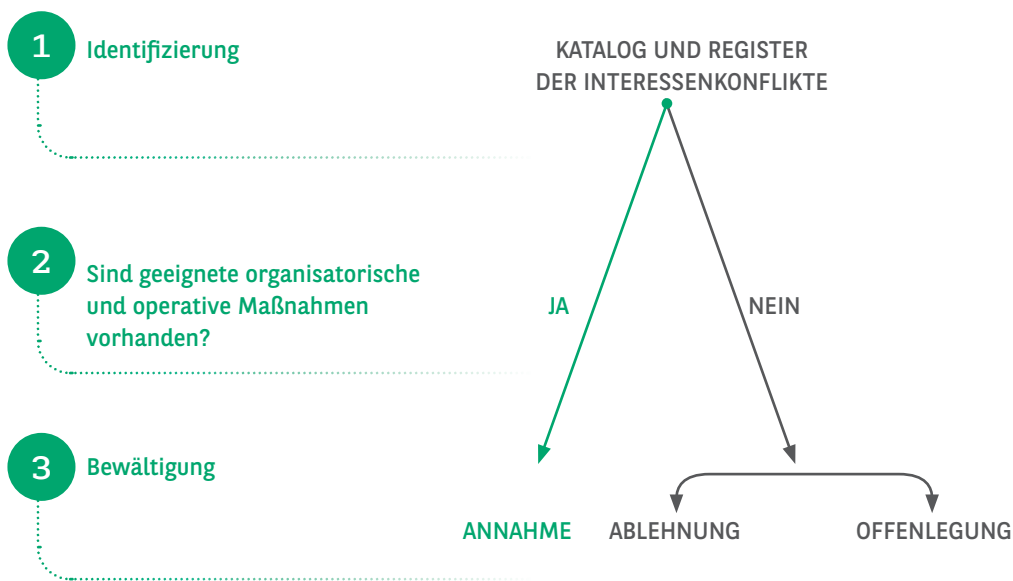 1
Identifizierung
KATALOG UND REGISTER
DER INTERESSENKONFLIKTE
2
Sind geeignete organisatorische
und operative Maßnahmen
vorhanden?
JA
NEIN
3
Bewältigung
ANNAHME
ABLEHNUNG
OFFENLEGUNG